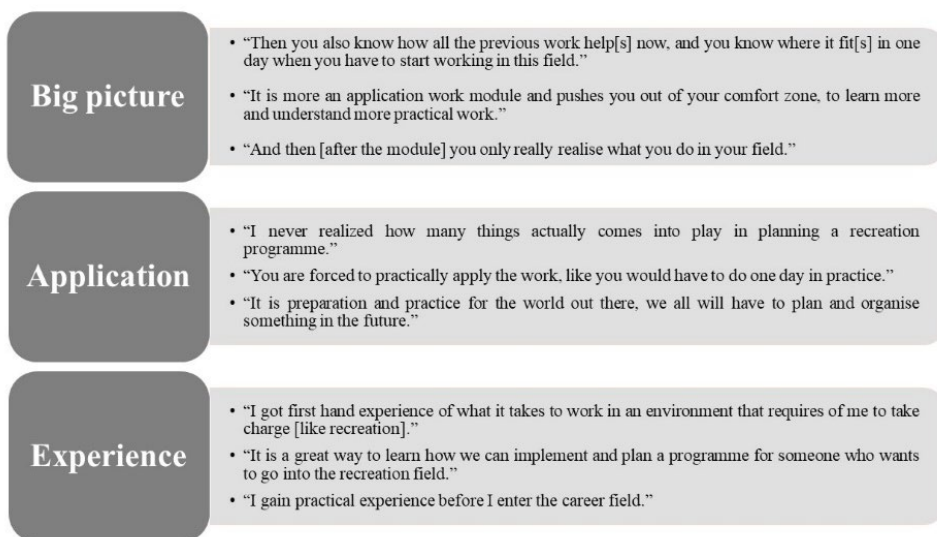 Big picture
• “Then you also know how all the previous work help[s] now, and you know where it fit[s] in one
day when you have to start working in this field.”
• “It is more an application work module and pushes you out of your comfort zone, to learn more
and understand more practical work.”
• “And then [after the module] you only really realise what you do in your field.”
Application
• “I never realized how many things actually comes into play in planning a recreation
programme.”
• “You are forced to practically apply the work, like you would have to do one day in practice.”
• “It is preparation and practice for the world out there, we all will have to plan and organise
something in the future.”
Experience
• “I got first hand experience of what it takes to work in an environment that requires of me to take
charge [like recreation].”
• “It is a great way to learn how we can implement and plan a programme for someone who wants
to go into the recreation field.”
• “I gain practical experience before I enter the career field.”